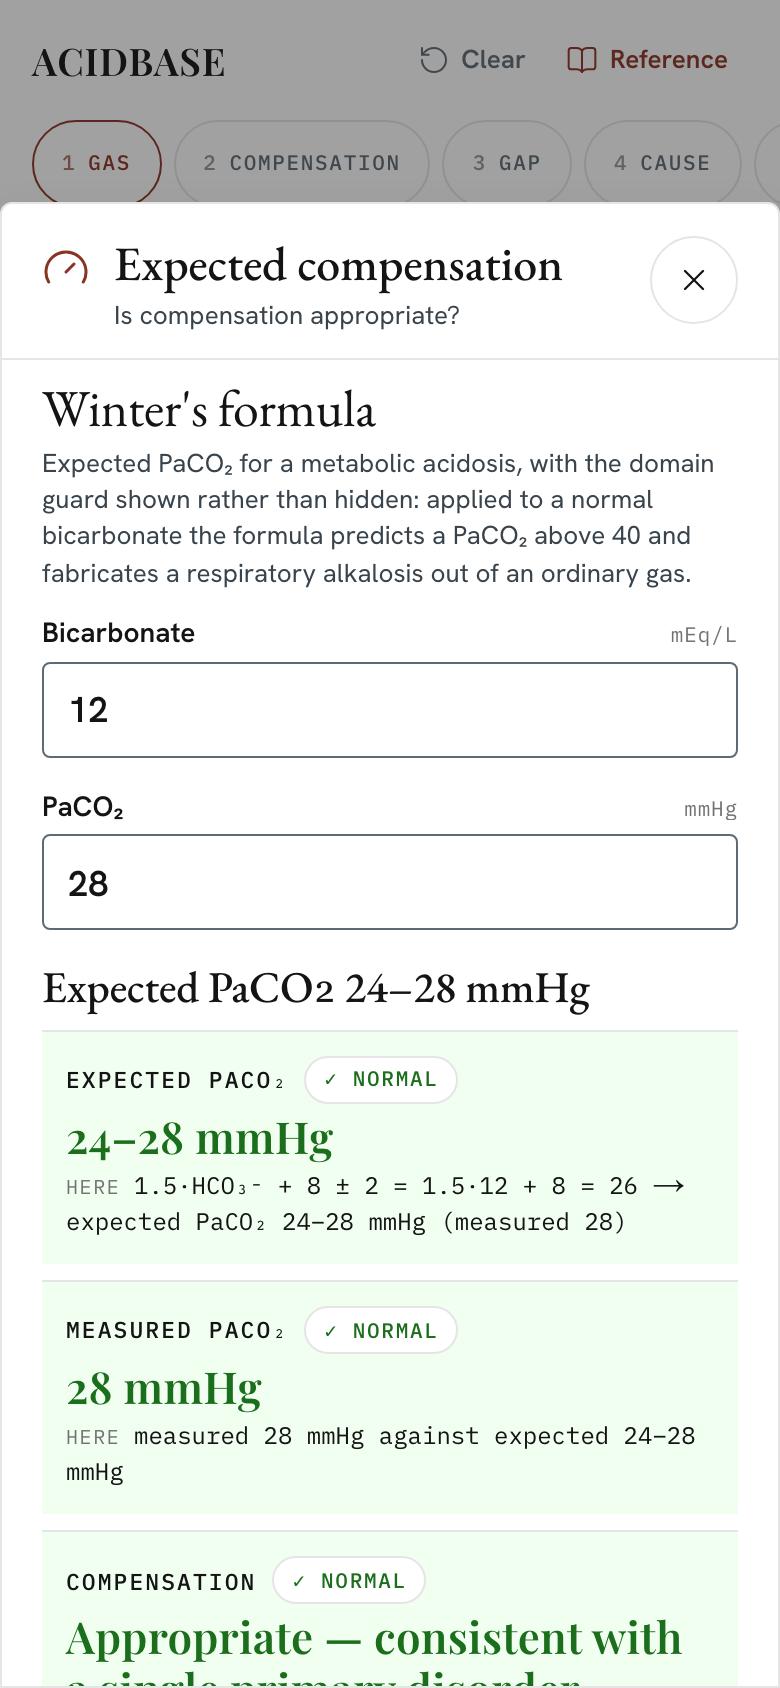 ACIDBASE
Clear
Reference
1 GAS
2 COMPENSATION
3 GAP
4 CAUSE
Expected compensation
Is compensation appropriate?
Winter's formula
Expected PaCO₂ for a metabolic acidosis, with the domain
guard shown rather than hidden: applied to a normal
bicarbonate the formula predicts a PaCO₂ above 40 and
fabricates a respiratory alkalosis out of an ordinary gas.
Bicarbonate
mEq/L
12
PaCO₂
mmHg
28
Expected PaCO2 24–28 mmHg
EXPECTED PACO₂ ✓ NORMAL
24–28 mmHg
HERE 1.5·HCO₃⁻ + 8 ± 2 = 1.5·12 + 8 = 26 →
expected PaCO₂ 24–28 mmHg (measured 28)
MEASURED PACO₂ ✓ NORMAL
28 mmHg
HERE measured 28 mmHg against expected 24–28
mmHg
COMPENSATION ✓ NORMAL
Appropriate — consistent with
a single primary disorder